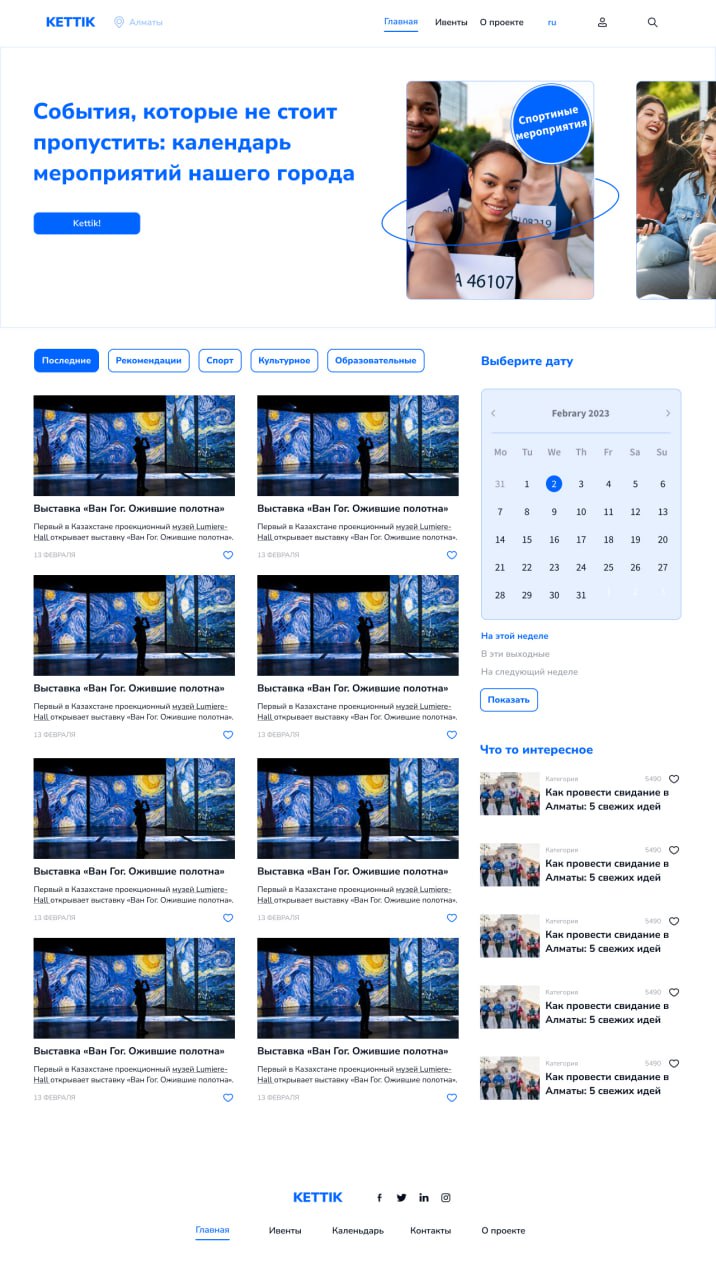 KETTIK
Алматы
Главная
Ивенты
О проекте
ru
События, которые не стоит
пропустить: календарь
мероприятий нашего города
Kettik!
Спортиные
мероприятия
A 46107
Последние
Рекомендации
Спорт
Культурное
Образовательные
Выставка «Ван Гог. Ожившие полотна»
Первый в Казахстане проекционный музей Lumiere-
Hall открывает выставку «Ван Гог. Ожившие полотна».
13 ФЕВРАЛЯ
Выставка «Ван Гог. Ожившие полотна»
Первый в Казахстане проекционный музей Lumiere-
Hall открывает выставку «Ван Гог. Ожившие полотна».
13 ФЕВРАЛЯ
Выставка «Ван Гог. Ожившие полотна»
Первый в Казахстане проекционный музей Lumiere-
Hall открывает выставку «Ван Гог. Ожившие полотна».
13 ФЕВРАЛЯ
Выставка «Ван Гог. Ожившие полотна»
Первый в Казахстане проекционный музей Lumiere-
Hall открывает выставку «Ван Гог. Ожившие полотна».
13 ФЕВРАЛЯ
Выставка «Ван Гог. Ожившие полотна»
Первый в Казахстане проекционный музей Lumiere-
Hall открывает выставку «Ван Гог. Ожившие полотна».
13 ФЕВРАЛЯ
Выставка «Ван Гог. Ожившие полотна»
Первый в Казахстане проекционный музей Lumiere-
Hall открывает выставку «Ван Гог. Ожившие полотна».
13 ФЕВРАЛЯ
Выставка «Ван Гог. Ожившие полотна»
Первый в Казахстане проекционный музей Lumiere-
Hall открывает выставку «Ван Гог. Ожившие полотна».
13 ФЕВРАЛЯ
Выставка «Ван Гог. Ожившие полотна»
Первый в Казахстане проекционный музей Lumiere-
Hall открывает выставку «Ван Гог. Ожившие полотна».
13 ФЕВРАЛЯ
Выберите дату
Febrary 2023
Mo Tu We Th Fr Sa Su
31 1 2 3 4 5 6
7 8 9 10 11 12 13
14 15 16 17 18 19 20
21 22 23 24 25 26 27
28 29 30 31 1 2 3
На этой неделе
В эти выходные
На следующий неделе
Показать
Что то интересное
Категория 5490
Как провести свидание в
Алматы: 5 свежих идей
Категория 5490
Как провести свидание в
Алматы: 5 свежих идей
Категория 5490
Как провести свидание в
Алматы: 5 свежих идей
Категория 5490
Как провести свидание в
Алматы: 5 свежих идей
Категория 5490
Как провести свидание в
Алматы: 5 свежих идей
KETTIK
Главная
Ивенты
Каленьдарь
Контакты
О проекте